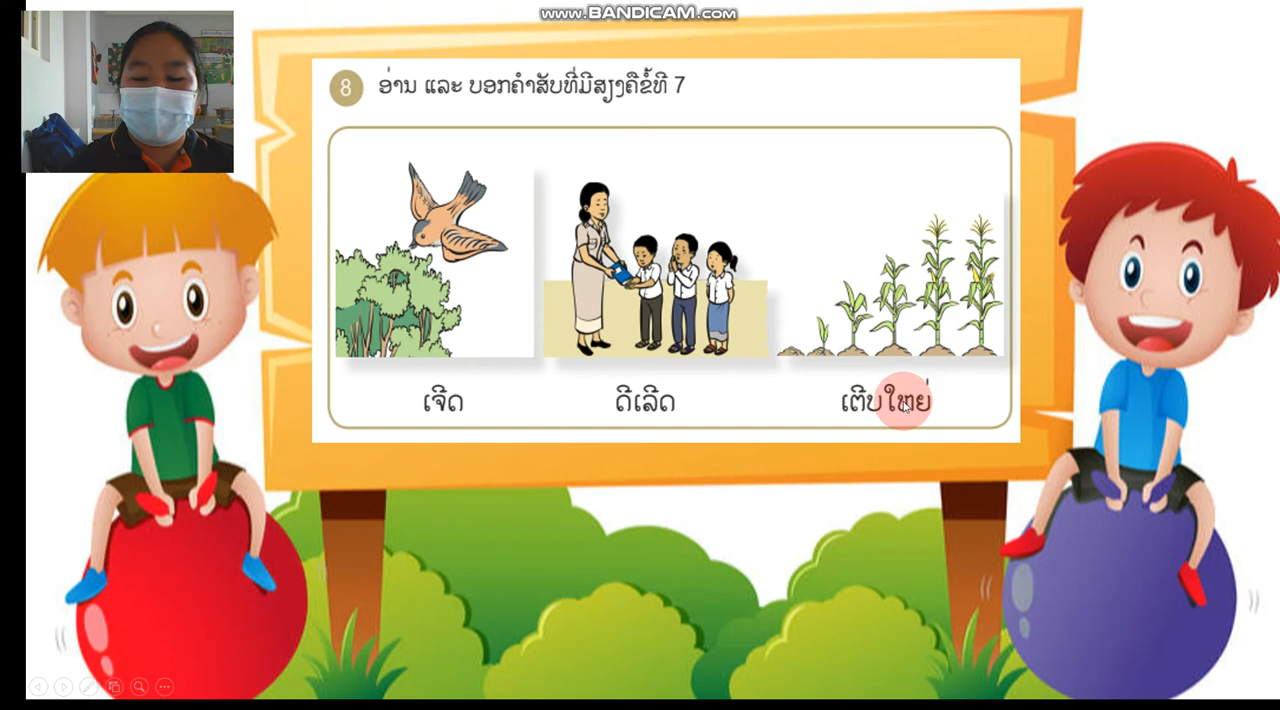 www.BANDICAM.com
8 ອ່ານ ແລະ ບອກຄຳສັບທີ່ມີສຽງຄືຂໍ້ທີ 7
ເຈີດ ດີເລີດ ເຕີບໃຫຍ່